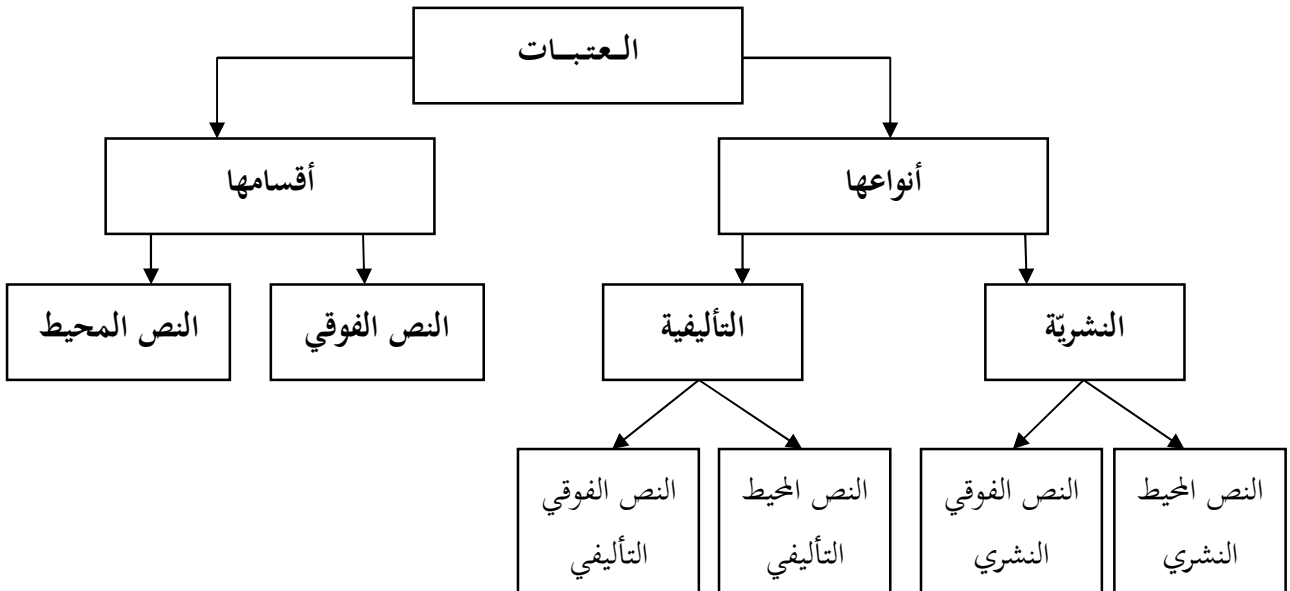 العتبات
أنواعها
أقسامها
النشريّة
التأليفية
النص الفوقي
النص المحيط
النص المحيط
النشري
النص الفوقي
النشري
النص المحيط
التأليفي
النص الفوقي
التأليفي